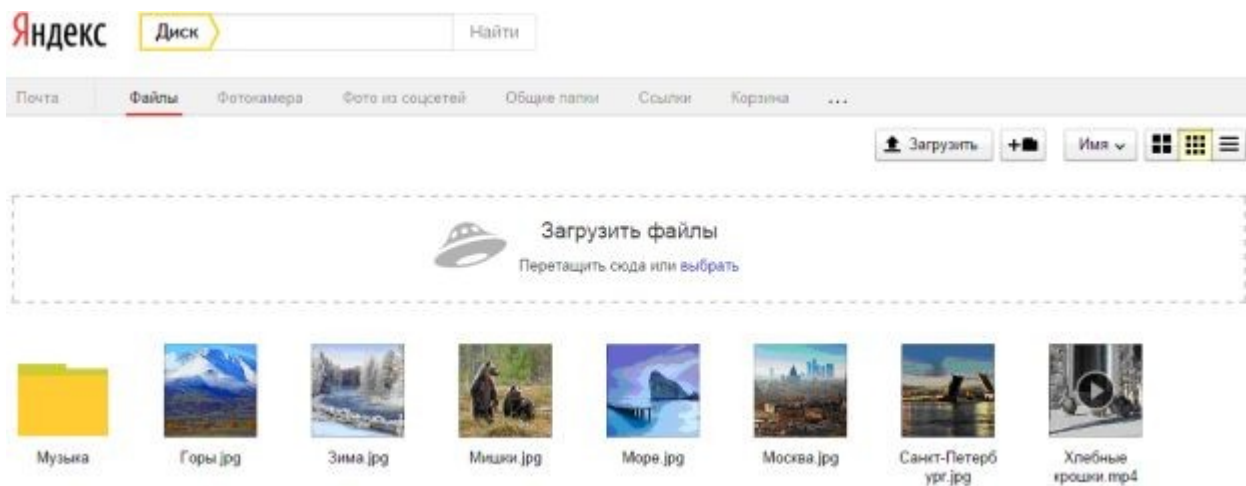 Яндекс Диск Найти
Почта Файлы Фотокамера Фото из соцсетей Общие папки Ссылки Корзина ...
Загрузить + Имя
Загрузить файлы
Перетащить сюда или выбрать
Музыка Горы.jpg Зима.jpg Мишки.jpg Море.jpg Москва.jpg Санкт-Петерб Хлебные
ург.jpg крошки.mp4